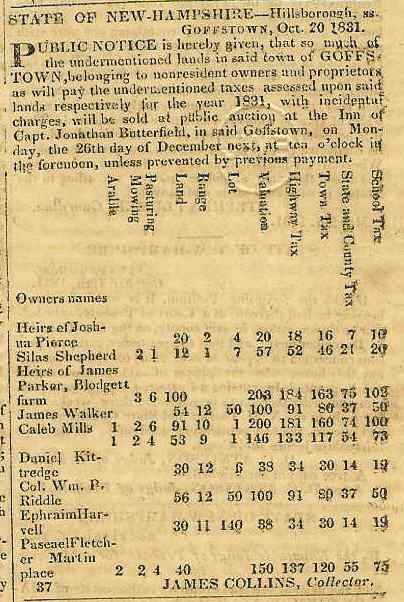 STATE OF NEW-HAMPSHIRE—Hillsborough, ss.
GOFFSTOWN, Oct. 20 1831.
PUBLIC NOTICE is hereby given, that so much of
the undermentioned lands in said town of GOFFS-
TOWN, belonging to nonresident owners and proprietors
as will pay the undermentioned taxes assessed upon said
lands respectively for the year 1831, with incidental
charges, will be sold at public auction at the Inn of
Capt. Jonathan Butterfield, in said Goffstown, on Mon-
day, the 26th day of December next, at ten o'clock in
the forenoon, unless prevented by previous payment.
Arable
Mowing
Pasturing
Land
Range
Lot
Valuation
Highway Tax
Town Tax
State and County Tax
School Tax
Owners names
Heirs of Josh-
ua Pierce 20 2 4 20 18 16 7 10
Silas Shepherd 2 1 12 1 7 57 52 46 21 20
Heirs of James
Parker, Blodgett
farm 3 6 100 203 184 163 75 102
James Walker 54 12 50 100 91 80 37 50
Caleb Mills 1 2 6 91 10 1 200 181 160 74 100
1 2 4 53 9 1 146 133 117 54 73
Daniel Kit-
tredge 30 12 6 38 34 30 14 19
Col. Wm. P.
Riddle 56 12 50 100 91 80 37 50
Ephraim Har-
vell 30 11 140 38 34 30 14 19
Pascael Fletch-
er Martin
place 2 2 4 40 150 137 120 55 75
37 JAMES COLLINS, Collector.